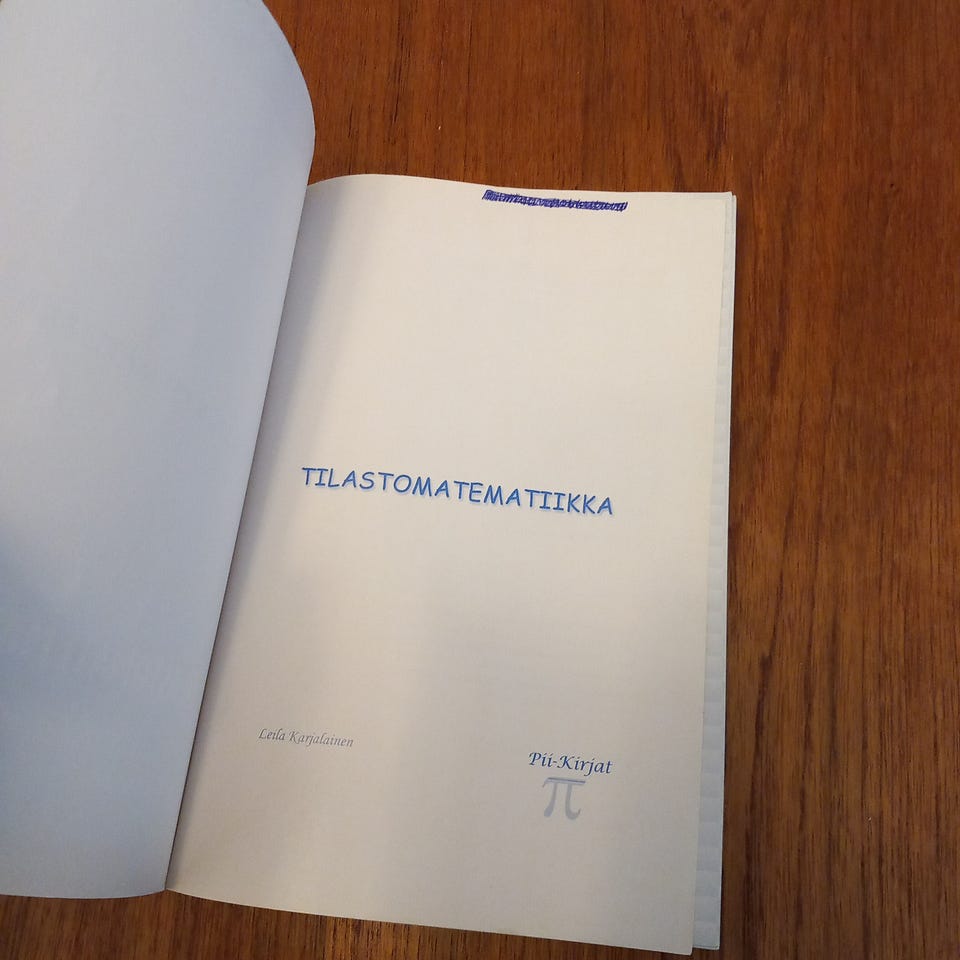 TILASTOMATEMATIIKKA
Leila Karjalainen
Pii-Kirjat
π